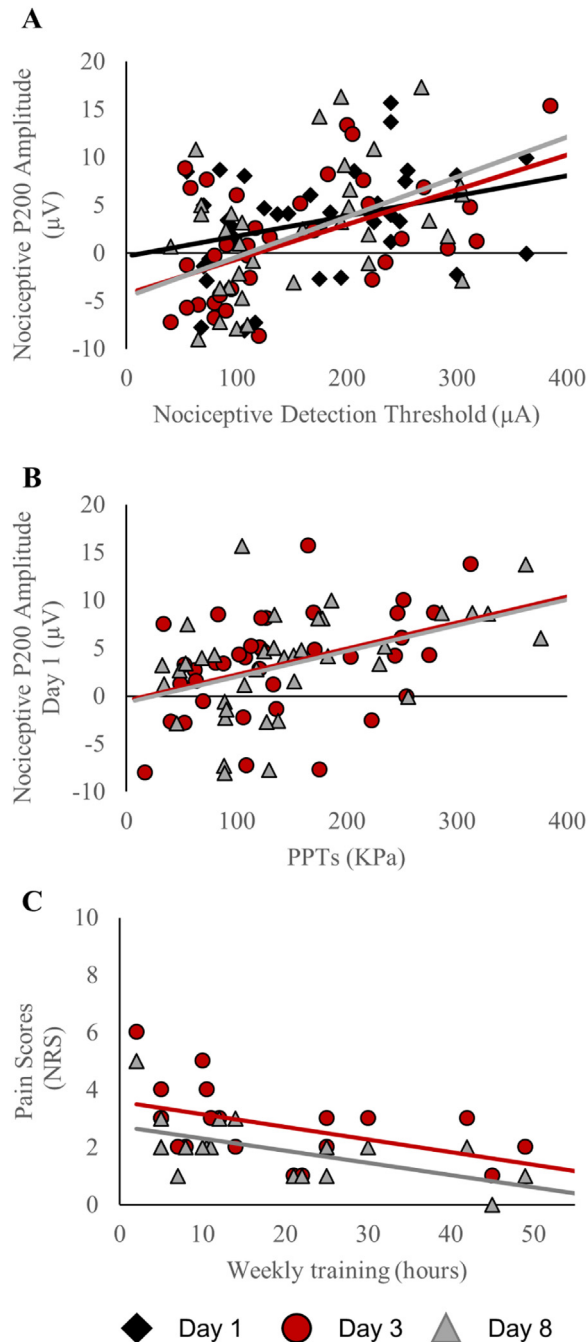 A
Nociceptive P200 Amplitude
(µV)
20
15
10
5
0
-5
-10
0
100
200
300
400
Nociceptive Detection Threshold (µA)
B
Nociceptive P200 Amplitude
Day 1 (µV)
20
15
10
5
0
-5
-10
0
100
200
300
400
PPTs (KPa)
C
Pain Scores
(NRS)
10
8
6
4
2
0
0
10
20
30
40
50
Weekly training (hours)
Day 1
Day 3
Day 8